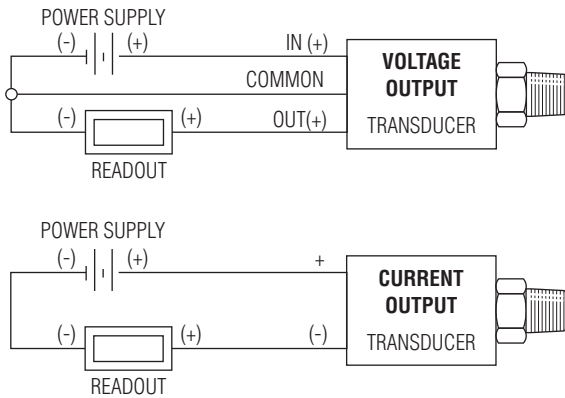 POWER SUPPLY
(-) (+) IN (+)
COMMON
(-) (+) OUT(+)
READOUT
VOLTAGE
OUTPUT
TRANSDUCER
POWER SUPPLY
(-) (+) +
(-) (+) (-)
READOUT
CURRENT
OUTPUT
TRANSDUCER